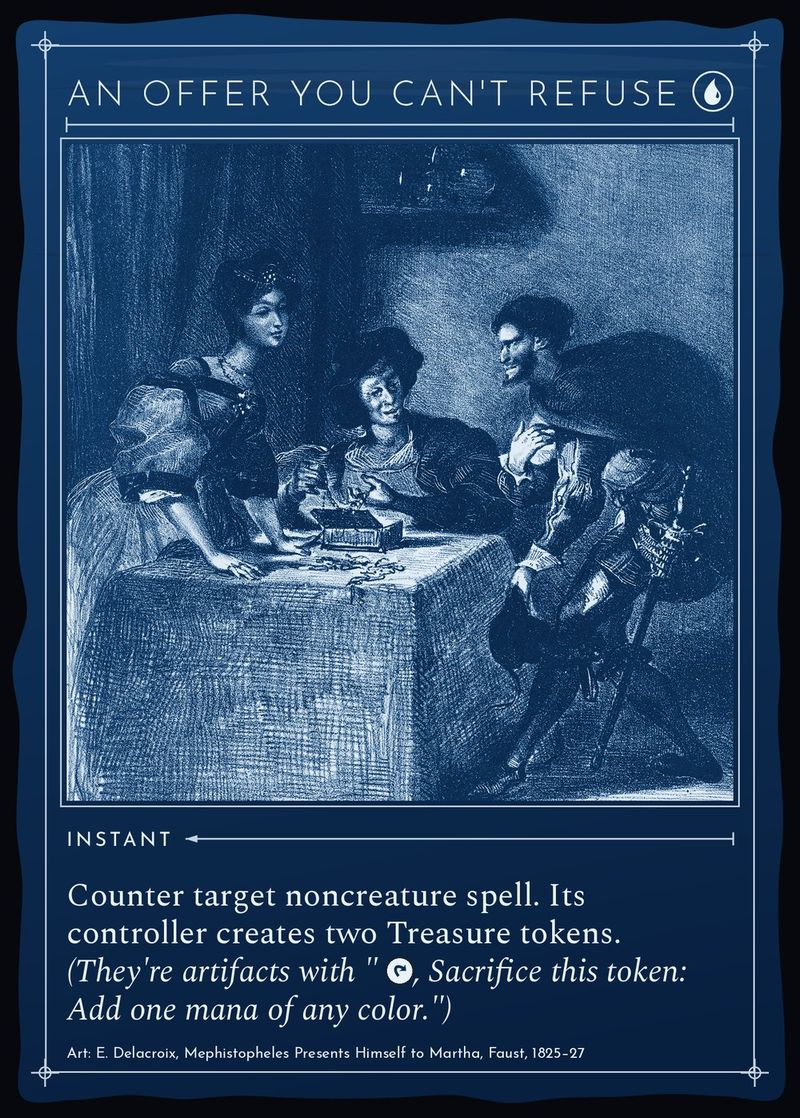 AN OFFER YOU CAN'T REFUSE
INSTANT
Counter target noncreature spell. Its
controller creates two Treasure tokens.
(They're artifacts with " , Sacrifice this token:
Add one mana of any color.")
Art: E. Delacroix, Mephistopheles Presents Himself to Martha, Faust, 1825–27